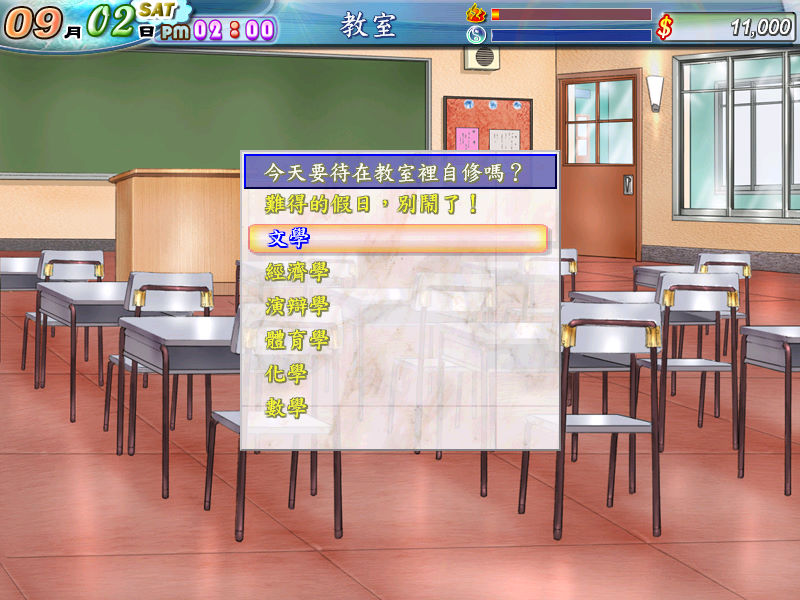 09月02日 SAT PM 02:00
教室
$ 11,000
今天要待在教室裡自修嗎？
難得的假日，別鬧了！
文學
經濟學
演辯學
體育學
化學
數學